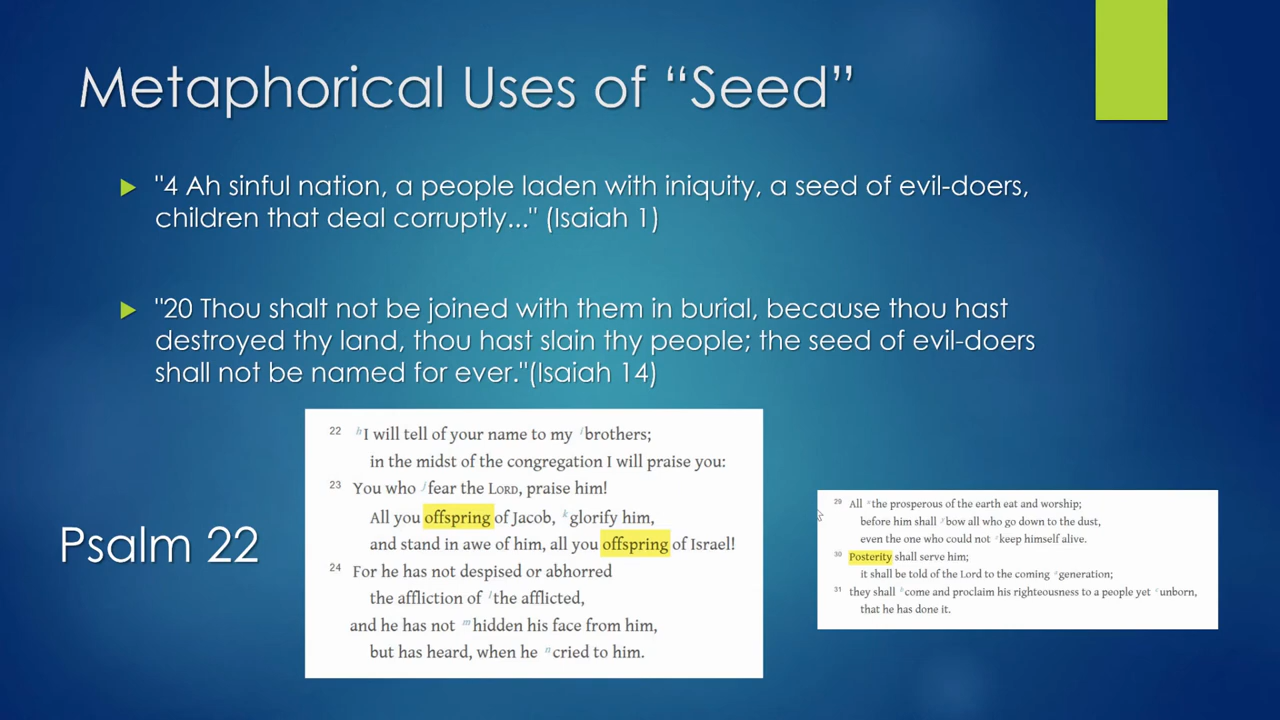 Metaphorical Uses of “Seed”
"4 Ah sinful nation, a people laden with iniquity, a seed of evil-doers,
children that deal corruptly..." (Isaiah 1)
"20 Thou shalt not be joined with them in burial, because thou hast
destroyed thy land, thou hast slain thy people; the seed of evil-doers
shall not be named for ever."(Isaiah 14)
Psalm 22
22 h I will tell of your name to my i brothers;
in the midst of the congregation I will praise you:
23 You who j fear the LORD, praise him!
All you offspring of Jacob, k glorify him,
and stand in awe of him, all you offspring of Israel!
24 For he has not despised or abhorred
the affliction of l the afflicted,
and he has not m hidden his face from him,
but has heard, when he n cried to him.
29 All the prosperous of the earth eat and worship;
before him shall bow all who go down to the dust,
even the one who could not keep himself alive.
30 Posterity shall serve him;
it shall be told of the Lord to the coming generation;
31 they shall come and proclaim his righteousness to a people yet unborn,
that he has done it.